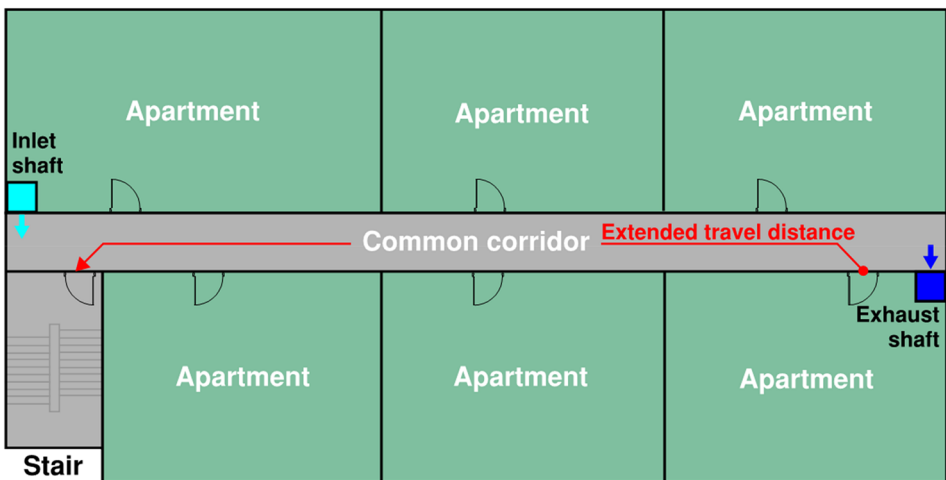 Apartment
Apartment
Apartment
Inlet
shaft
Common corridor
Extended travel distance
Exhaust
shaft
Apartment
Apartment
Apartment
Stair